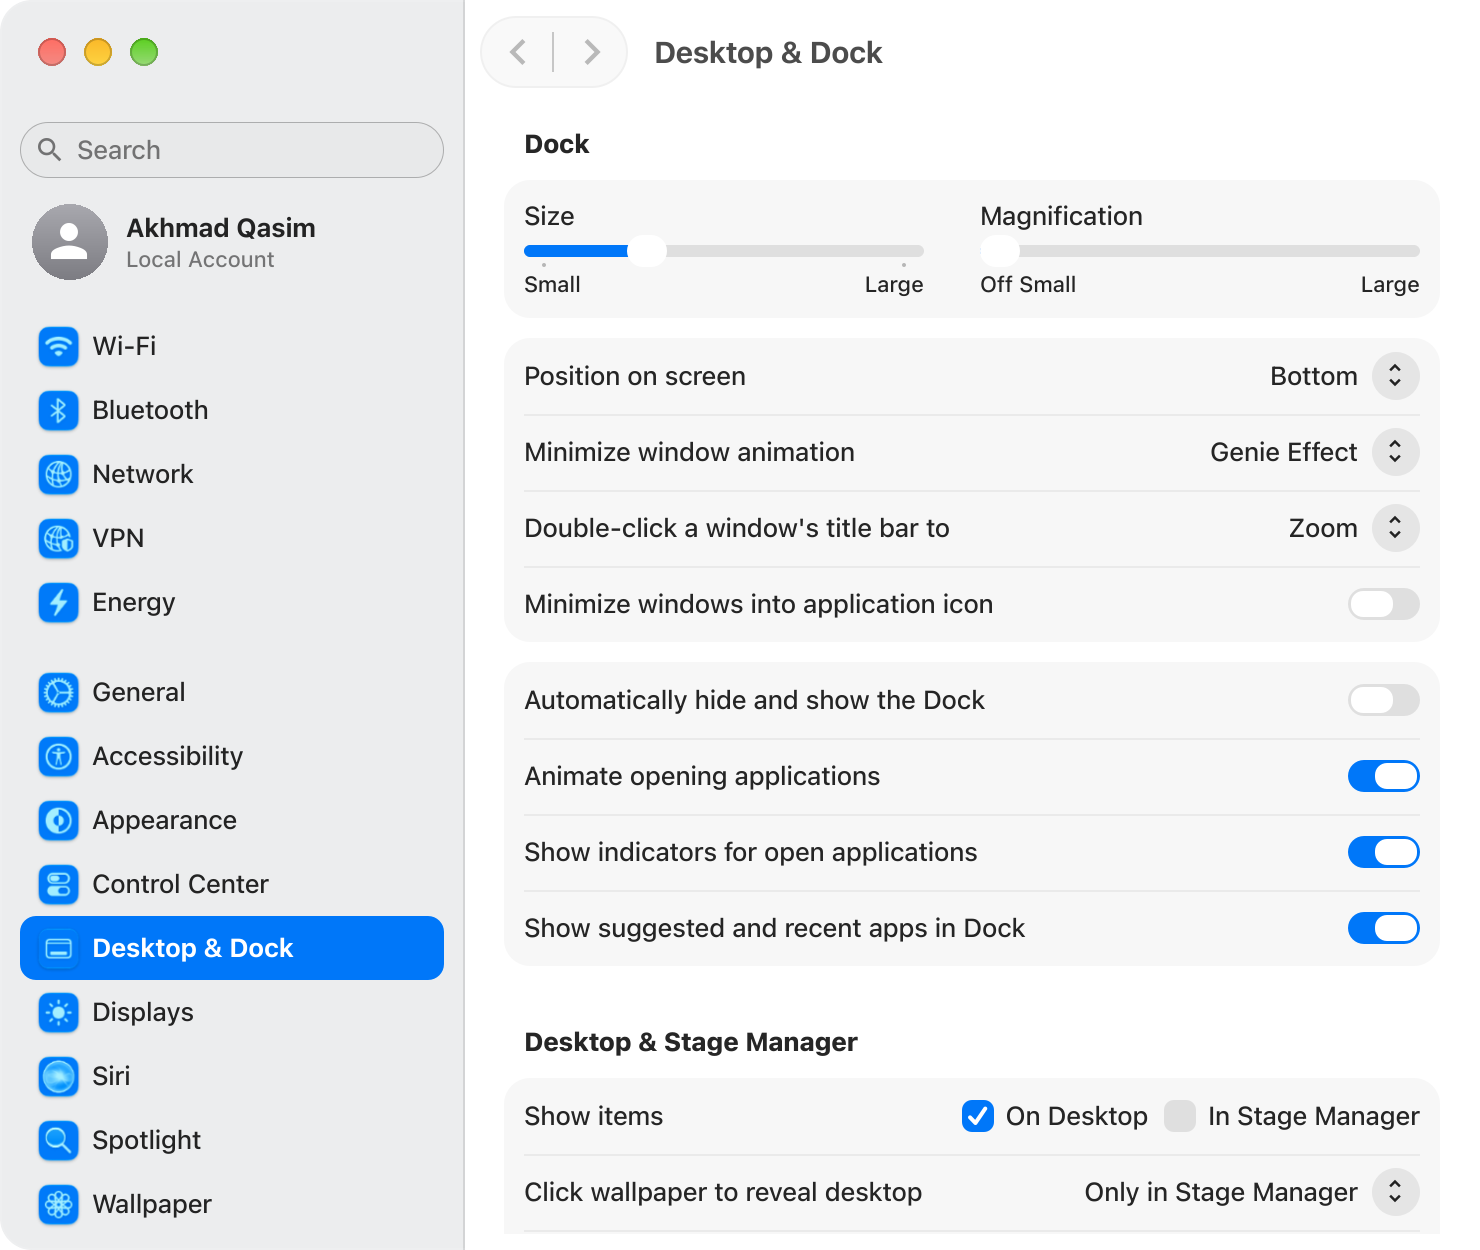 Desktop & Dock
Search
Akhmad Qasim
Local Account
Wi-Fi
Bluetooth
Network
VPN
Energy
General
Accessibility
Appearance
Control Center
Desktop & Dock
Displays
Siri
Spotlight
Wallpaper
Dock
Size
Magnification
Small
Large
Off Small
Large
Position on screen
Bottom
Minimize window animation
Genie Effect
Double-click a window's title bar to
Zoom
Minimize windows into application icon
Automatically hide and show the Dock
Animate opening applications
Show indicators for open applications
Show suggested and recent apps in Dock
Desktop & Stage Manager
Show items
On Desktop
In Stage Manager
Click wallpaper to reveal desktop
Only in Stage Manager